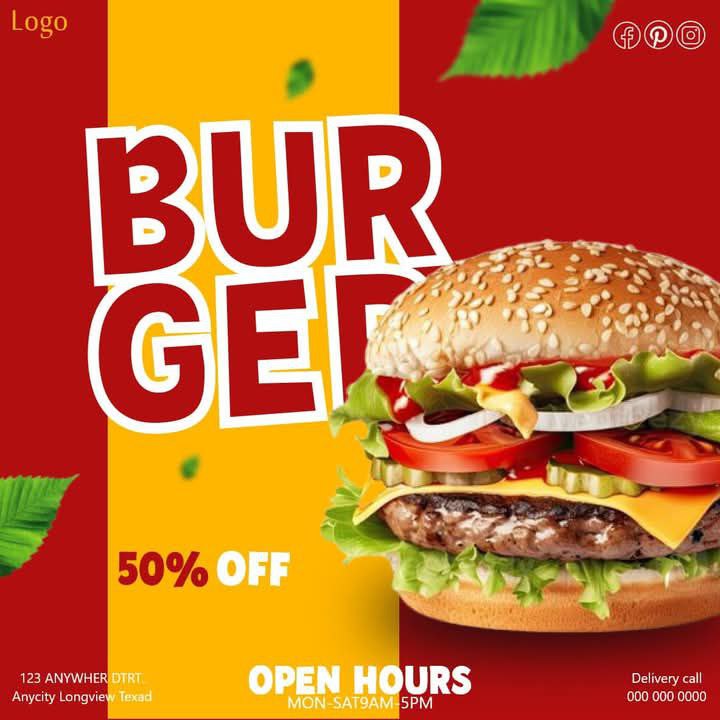 Logo
BUR
GER
50% OFF
123 ANYWHER DTRT.
Anycity Longview Texad
OPEN HOURS
MON-SAT9AM-5PM
Delivery call
000 000 0000